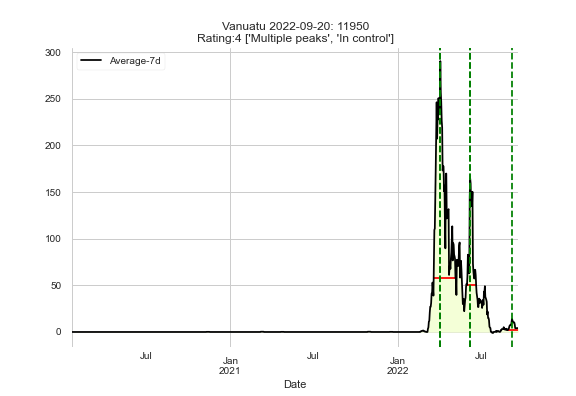 Vanuatu 2022-09-20: 11950
Rating:4 ['Multiple peaks', 'In control']
Average-7d
300
250
200
150
100
50
0
Jul
Jan
2021
Jul
Jan
2022
Jul
Date